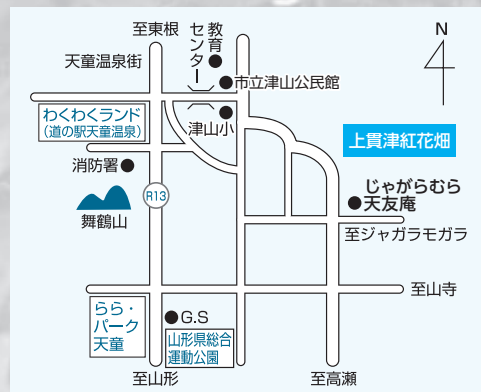 至東根
教育
センター
N
天童温泉街
市立津山公民館
わくわくランド
（道の駅天童温泉）
津山小
上貫津紅花畑
消防署
R13
じゃがらむら
天友庵
舞鶴山
至ジャガラモガラ
至山寺
らら・
パーク
天童
G.S
山形県総合
運動公園
至山形
至高瀬